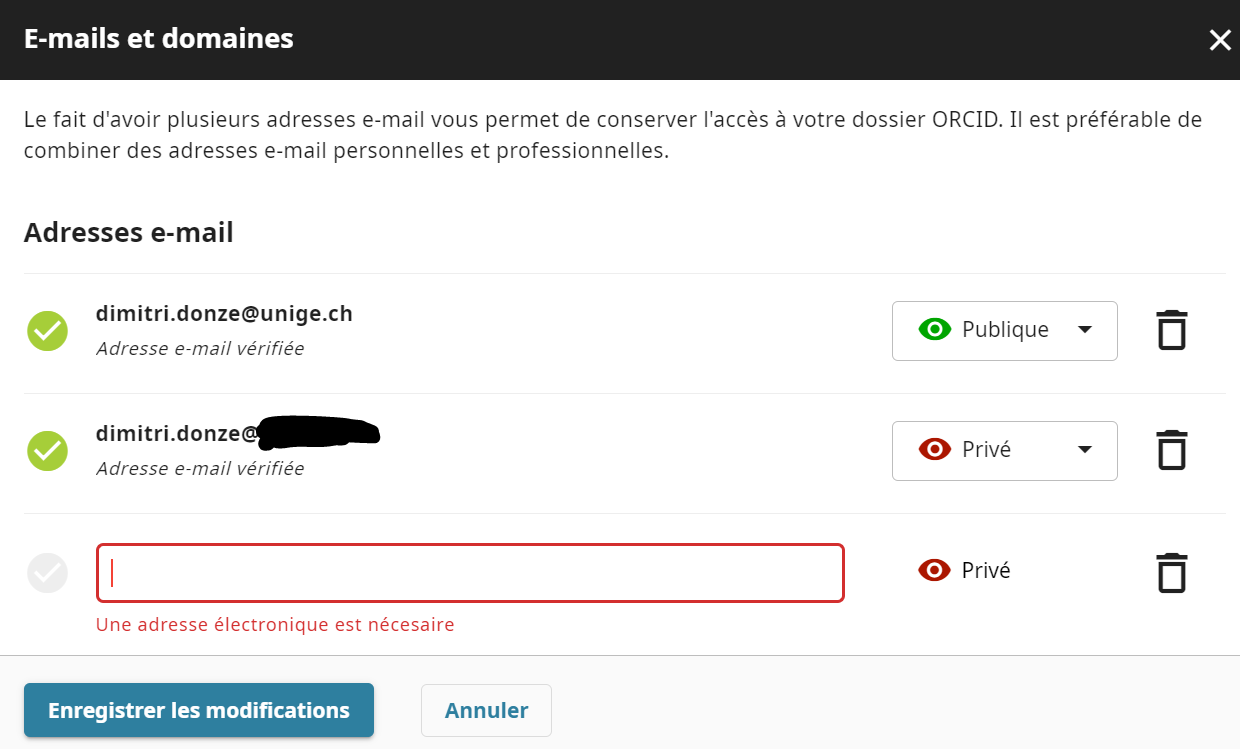 E-mails et domaines
Le fait d'avoir plusieurs adresses e-mail vous permet de conserver l'accès à votre dossier ORCID. Il est préférable de
combiner des adresses e-mail personnelles et professionnelles.
Adresses e-mail
dimitri.donze@unige.ch
Adresse e-mail vérifiée
Publique
dimitri.donze@
Adresse e-mail vérifiée
Privé
Privé
Une adresse électronique est nécesaire
Enregistrer les modifications
Annuler